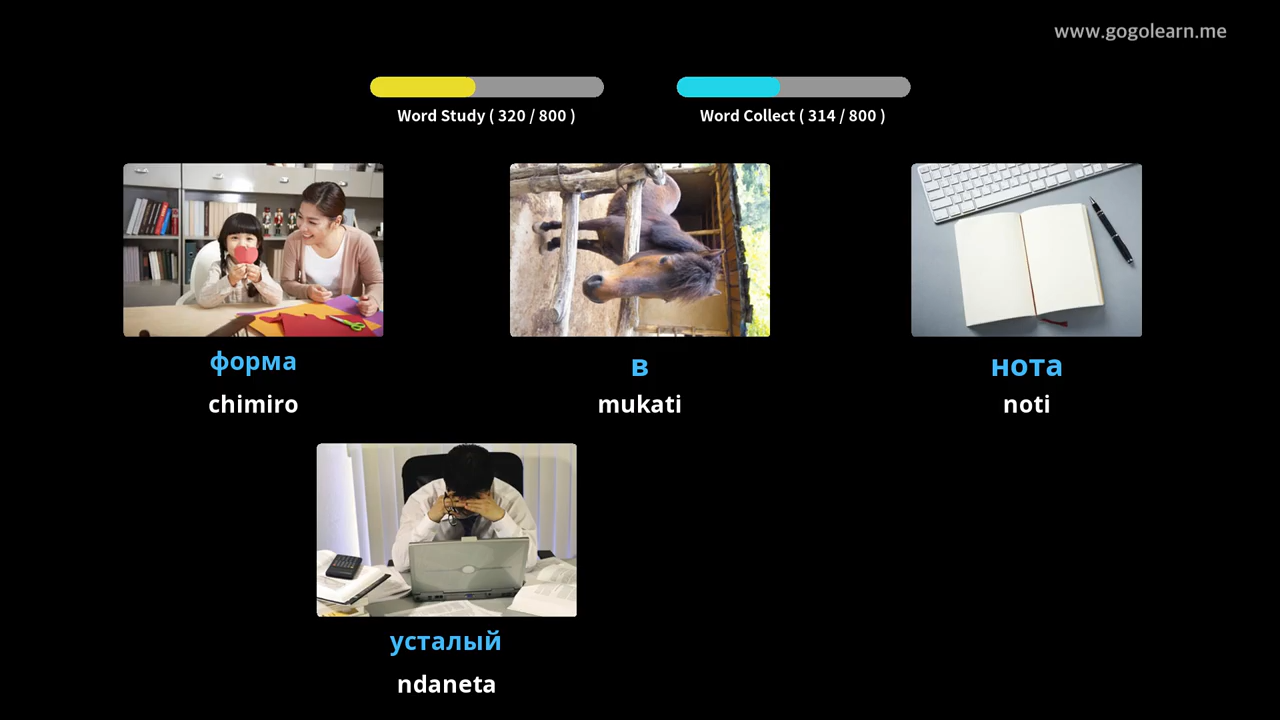 www.gogolearn.me
Word Study ( 320 / 800 )
Word Collect ( 314 / 800 )
форма
chimiro
в
mukati
нота
noti
усталый
ndaneta